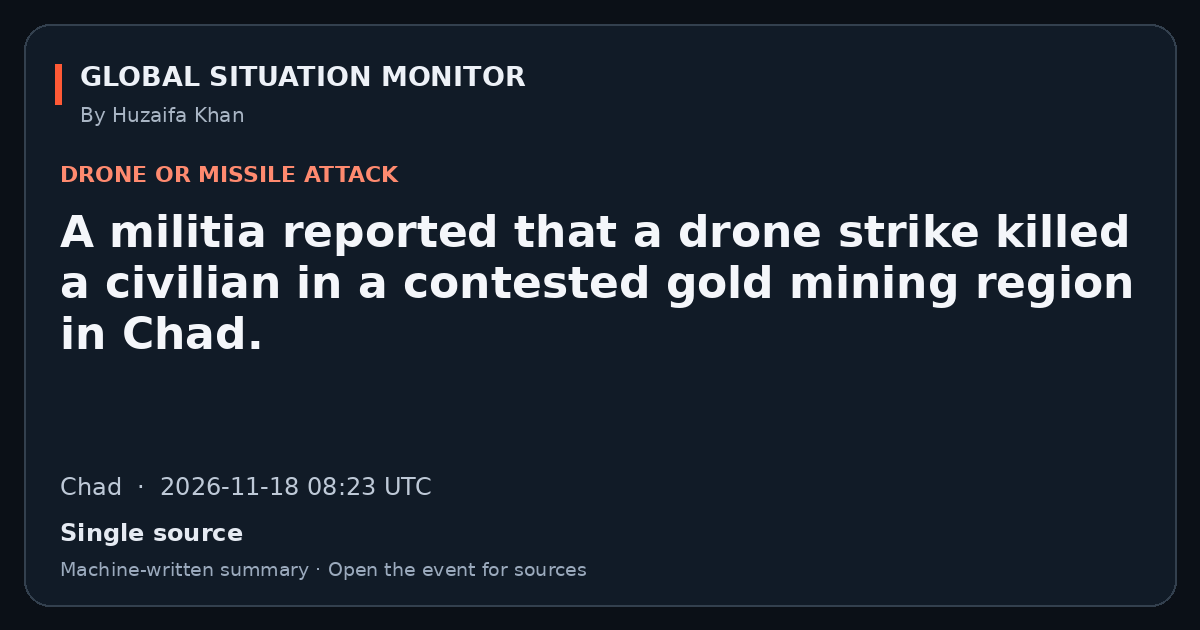 GLOBAL SITUATION MONITOR
By Huzaifa Khan
DRONE OR MISSILE ATTACK
A militia reported that a drone strike killed
a civilian in a contested gold mining region
in Chad.
Chad · 2026-11-18 08:23 UTC
Single source
Machine-written summary · Open the event for sources